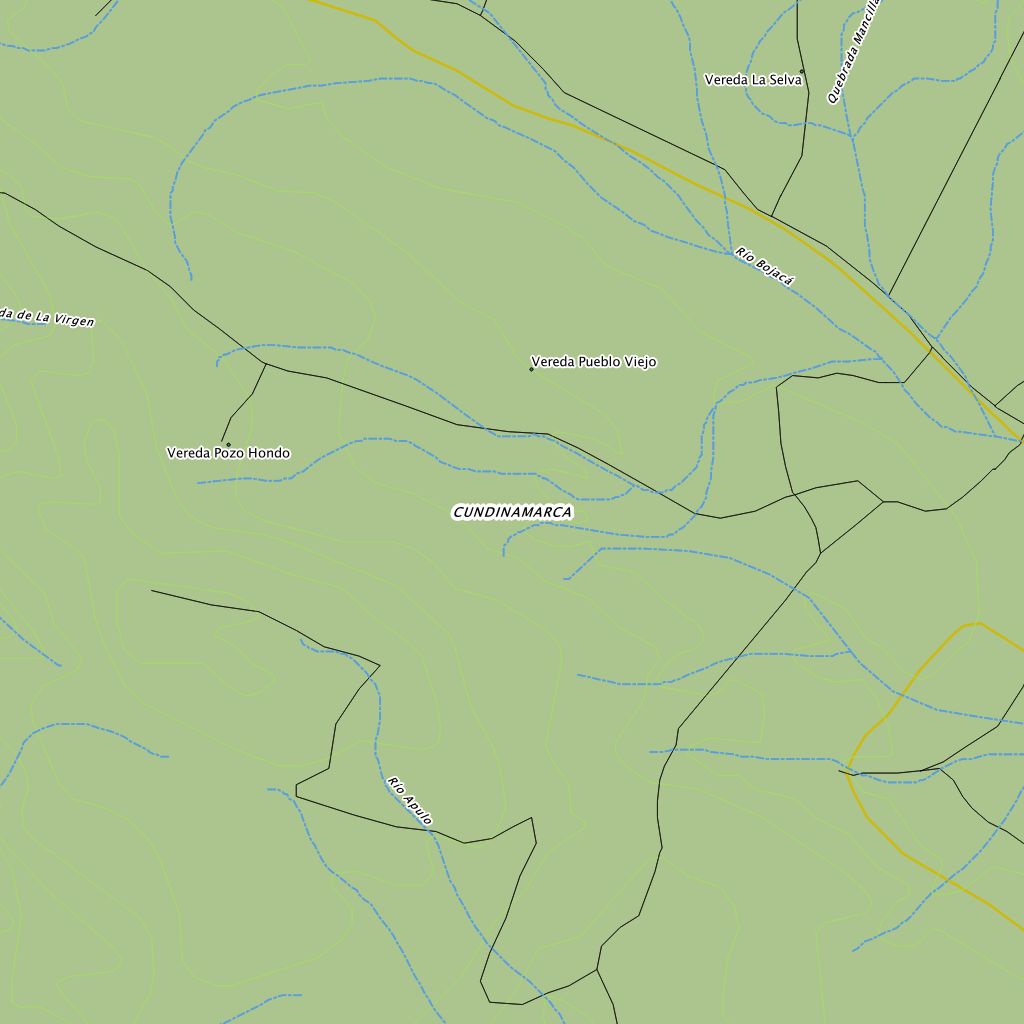 Quebrada Mancilla
Vereda La Selva
Río Bojacá
da de La Virgen
Vereda Pueblo Viejo
Vereda Pozo Hondo
CUNDINAMARCA
Río Apulo